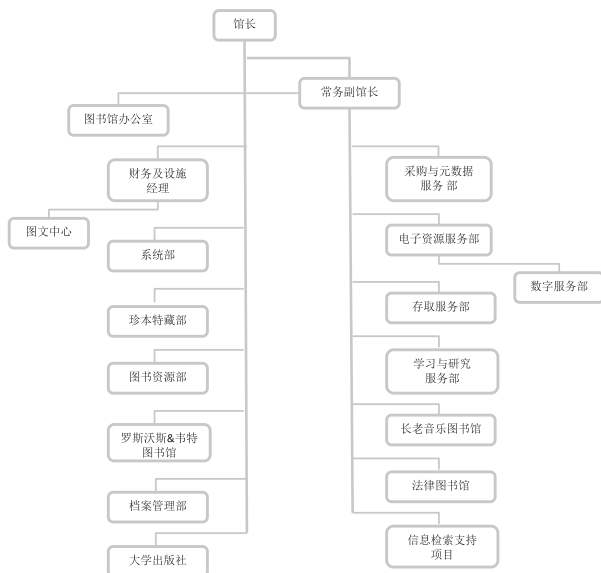 馆长
常务副馆长
图书馆办公室
财务及设施
经理
图文中心
系统部
珍本特藏部
图书资源部
罗斯沃斯&韦特
图书馆
档案管理部
大学出版社
采购与元数据
服务 部
电子资源服务部
数字服务部
存取服务部
学习与研究
服务部
长老音乐图书馆
法律图书馆
信息检索支持
项目